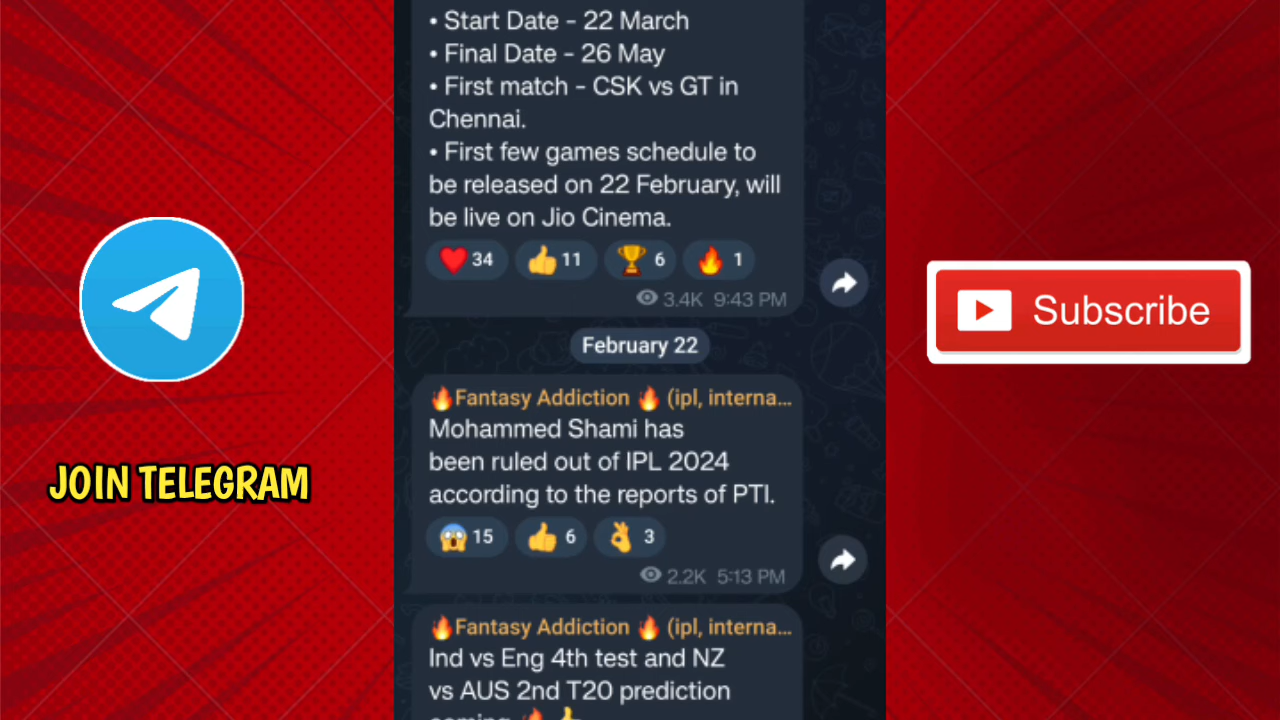 • Start Date - 22 March
• Final Date - 26 May
• First match - CSK vs GT in
Chennai.
• First few games schedule to
be released on 22 February, will
be live on Jio Cinema.
❤️ 34 👍 11 🏆 6 🔥 1
3.4K 9:43 PM
February 22
🔥Fantasy Addiction 🔥 (ipl, interna...
Mohammed Shami has
been ruled out of IPL 2024
according to the reports of PTI.
😱 15 👍 6 👌 3
2.2K 5:13 PM
🔥Fantasy Addiction 🔥 (ipl, interna...
Ind vs Eng 4th test and NZ
vs AUS 2nd T20 prediction
JOIN TELEGRAM
Subscribe